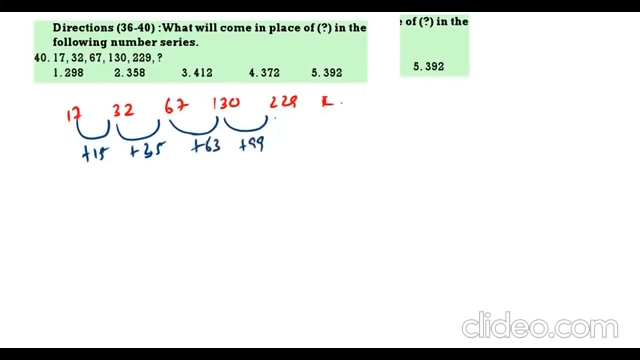 Directions (36-40) : What will come in place of (?) in the
following number series.
40. 17, 32, 67, 130, 229, ?
1. 298 2. 358 3. 412 4. 372 5. 392
e of (?) in the
5. 392
17 32 67 130 229
+15 +35 +63 +99
clideo.com